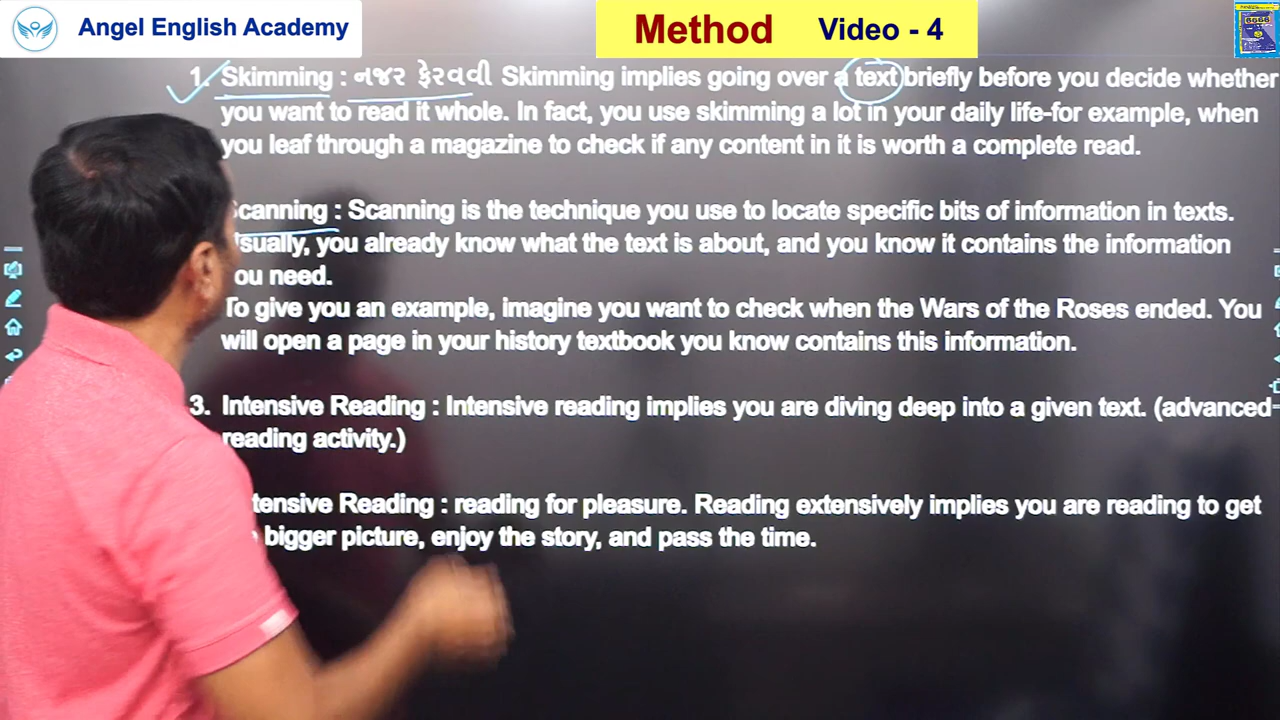 Angel English Academy
Method Video - 4
6666
1. Skimming : નજર ફેરવવી Skimming implies going over a text briefly before you decide whether
you want to read it whole. In fact, you use skimming a lot in your daily life-for example, when
you leaf through a magazine to check if any content in it is worth a complete read.
Scanning : Scanning is the technique you use to locate specific bits of information in texts.
sually, you already know what the text is about, and you know it contains the information
ou need.
To give you an example, imagine you want to check when the Wars of the Roses ended. You
will open a page in your history textbook you know contains this information.
3. Intensive Reading : Intensive reading implies you are diving deep into a given text. (advanced
reading activity.)
tensive Reading : reading for pleasure. Reading extensively implies you are reading to get
bigger picture, enjoy the story, and pass the time.